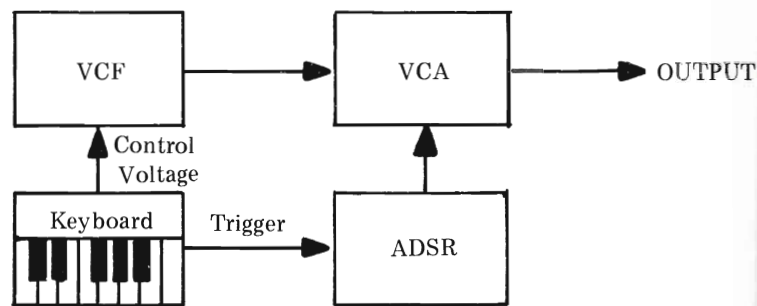 VCF
VCA
OUTPUT
Control
Voltage
Keyboard
Trigger
ADSR